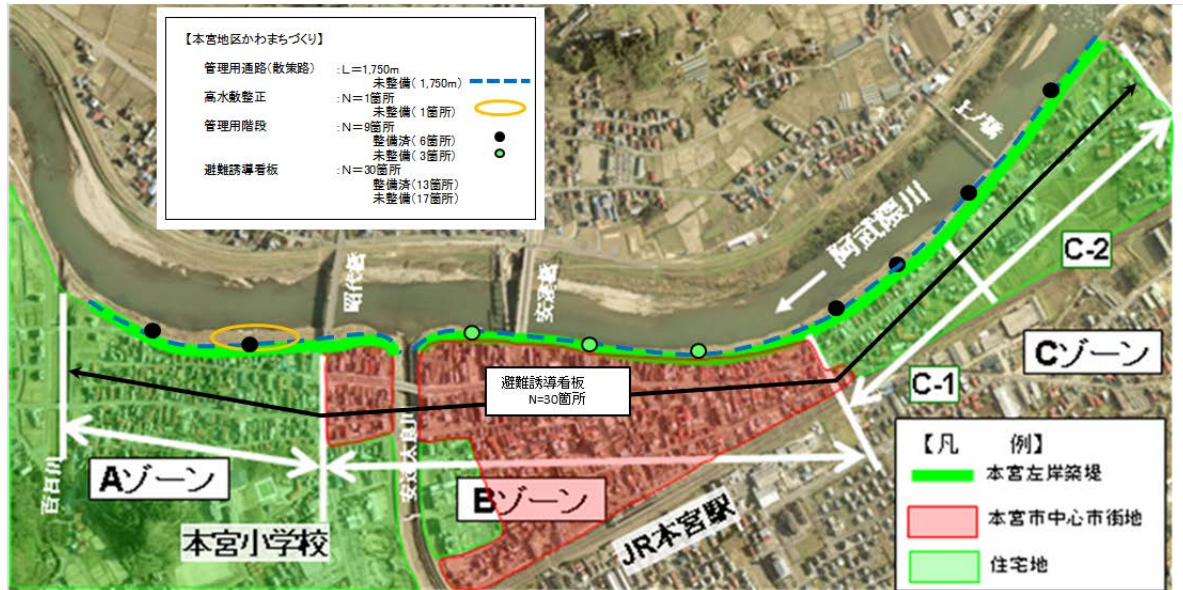 【本宮地区かわまちづくり】
管理用通路(散策路) :L=1,750m
未整備(1,750m)
高水敷整正 :N=1箇所
未整備(1箇所)
管理用階段 :N=9箇所
整備済(6箇所)
未整備(3箇所)
避難誘導看板 :N=30箇所
整備済(13箇所)
未整備(17箇所)
上ノ橋
阿武隈川
昭代橋
安達橋
C-2
Cゾーン
C-1
避難誘導看板
N=30箇所
百日川
Aゾーン
安達太良川
Bゾーン
本宮小学校
JR本宮駅
【凡 例】
本宮左岸築堤
本宮市中心市街地
住宅地